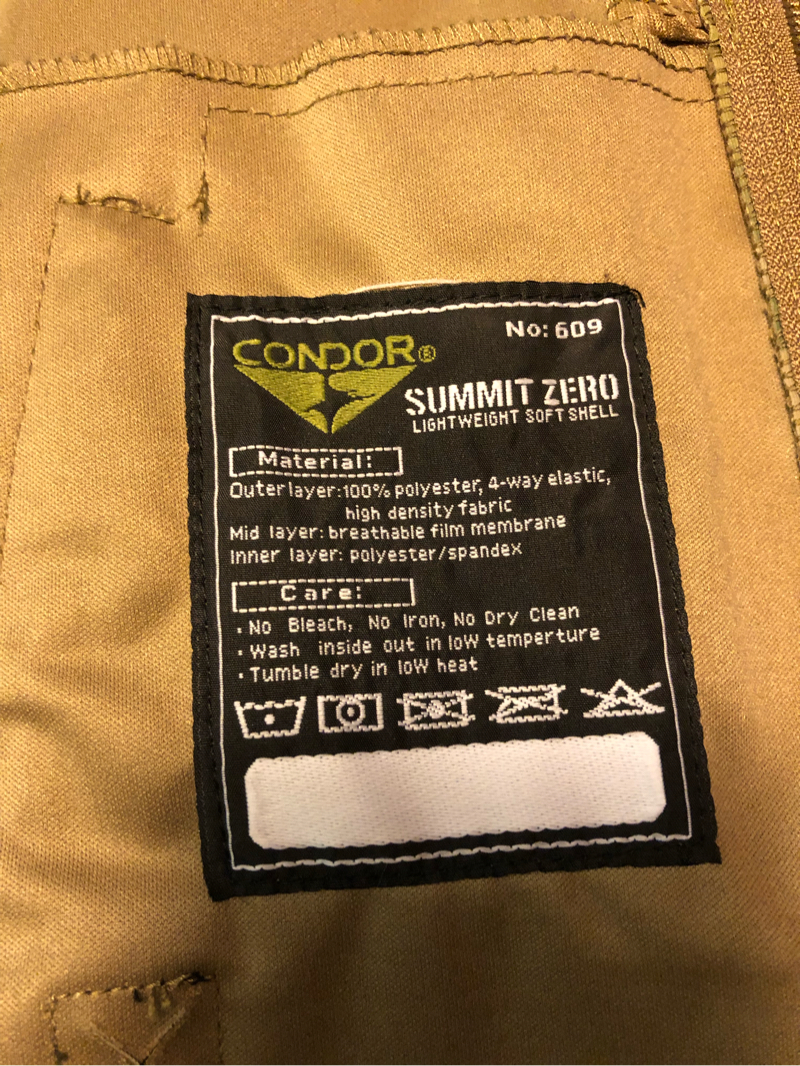 No: 609
CONDOR®
SUMMIT ZERO
LIGHTWEIGHT SOFT SHELL
Material:
Outer layer: 100% polyester, 4-way elastic,
high density fabric
Mid layer: breathable film membrane
Inner layer: polyester/spandex
Care:
• No Bleach, No Iron, No Dry Clean
• Wash inside out in low temperture
• Tumble dry in low heat